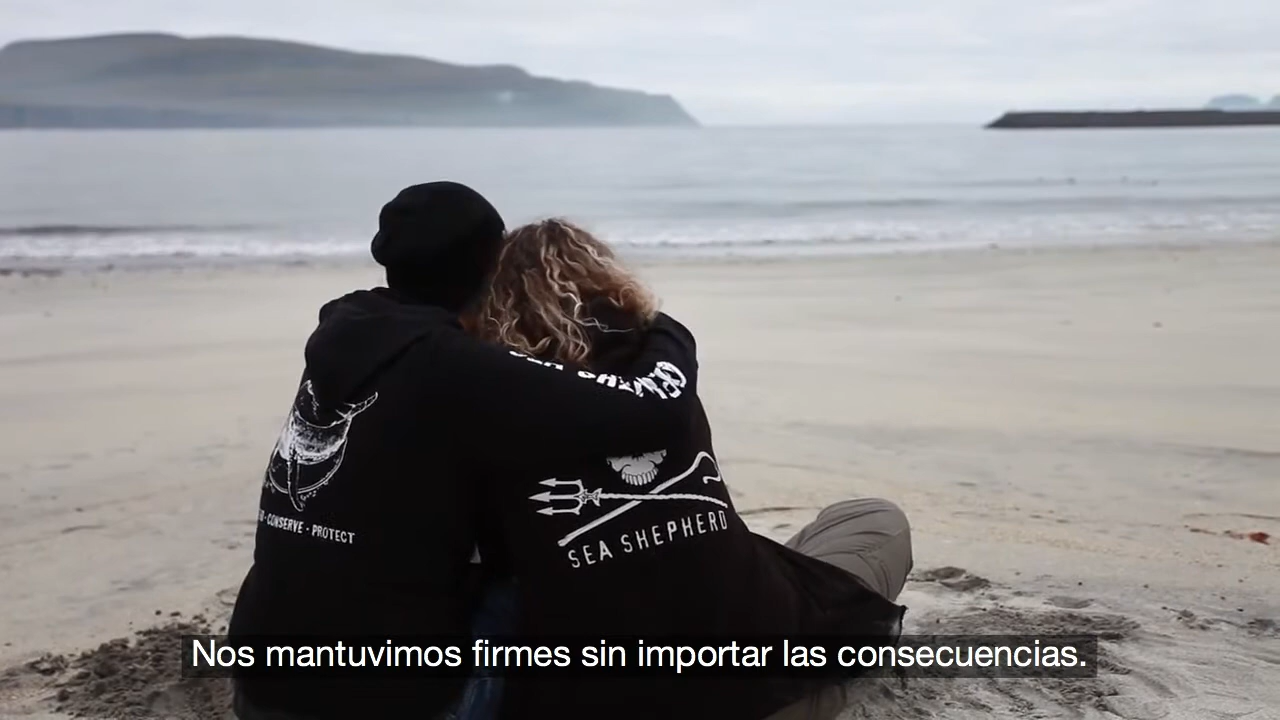 SEA SHEPHERD
CONSERVE · PROTECT
SEA SHEPHERD
Nos mantuvimos firmes sin importar las consecuencias.